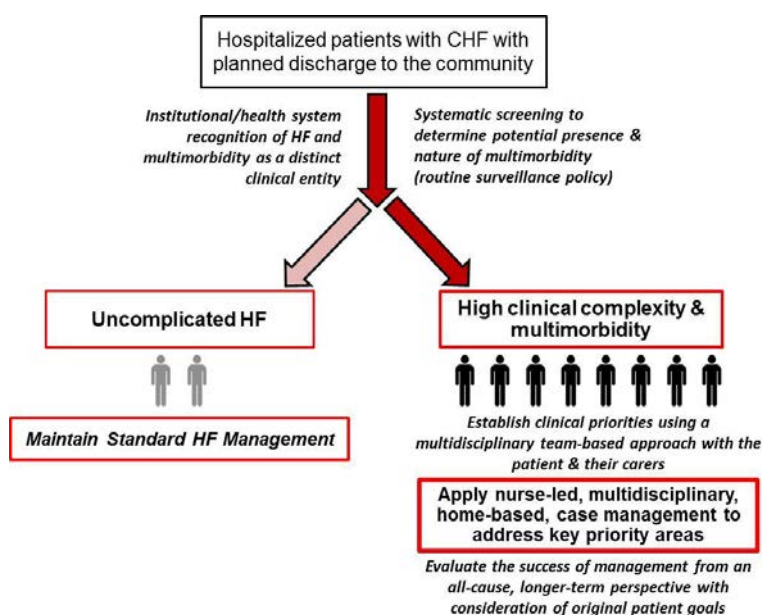 Hospitalized patients with CHF with
planned discharge to the community
Institutional/health system
recognition of HF and
multimorbidity as a distinct
clinical entity
Systematic screening to
determine potential presence &
nature of multimorbidity
(routine surveillance policy)
Uncomplicated HF
Maintain Standard HF Management
High clinical complexity &
multimorbidity
Establish clinical priorities using a
multidisciplinary team-based approach with the
patient & their carers
Apply nurse-led, multidisciplinary,
home-based, case management to
address key priority areas
Evaluate the success of management from an
all-cause, longer-term perspective with
consideration of original patient goals